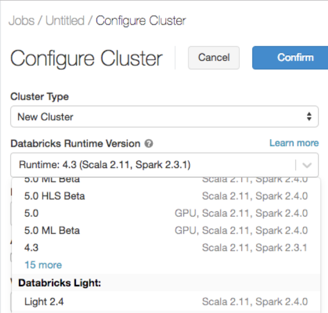 Jobs / Untitled / Configure Cluster
Configure Cluster Cancel Confirm
Cluster Type
New Cluster
Databricks Runtime Version Learn more
Runtime: 4.3 (Scala 2.11, Spark 2.3.1)
5.0 ML Beta Scala 2.11, Spark 2.4.0
5.0 HLS Beta Scala 2.11, Spark 2.4.0
5.0 GPU, Scala 2.11, Spark 2.4.0
5.0 ML Beta GPU, Scala 2.11, Spark 2.4.0
4.3 Scala 2.11, Spark 2.3.1
15 more
Databricks Light:
Light 2.4 Scala 2.11, Spark 2.4.0